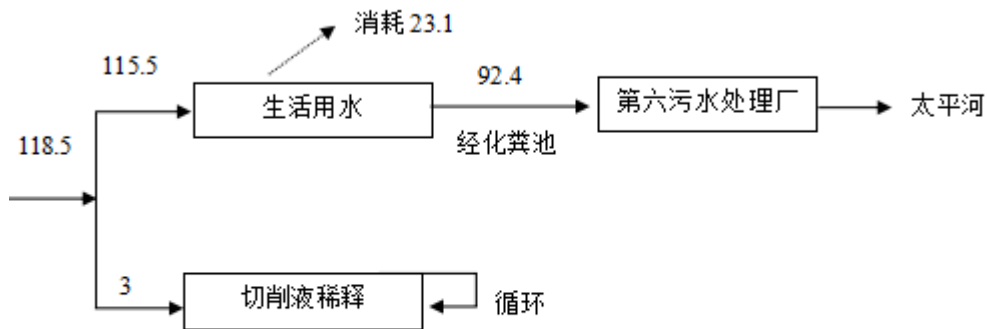 消耗 23.1
115.5
92.4
生活用水
第六污水处理厂
太平河
经化粪池
118.5
3
切削液稀释
循环